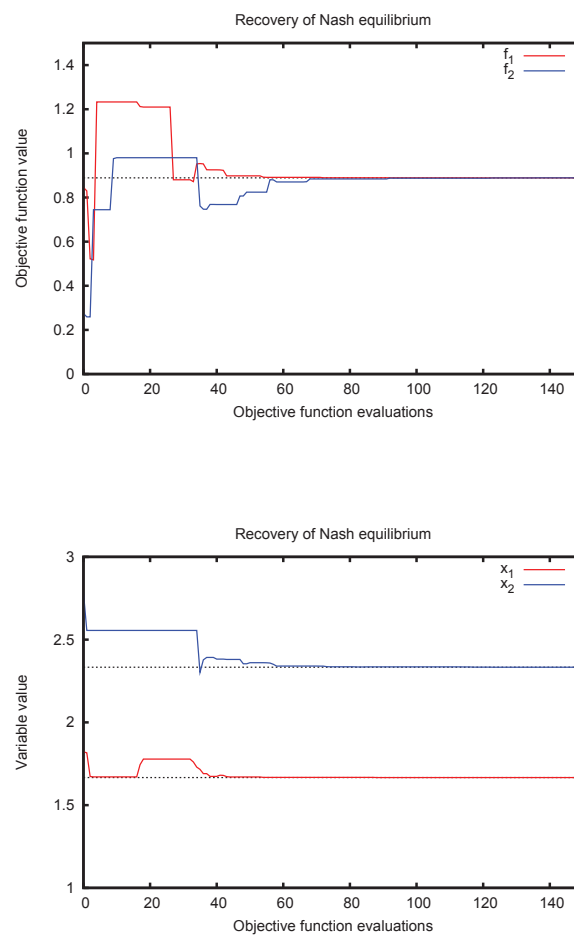 Recovery of Nash equilibrium
1.4
1.2
1
0.8
0.6
0.4
0.2
0
f1
f2
Objective function value
0 20 40 60 80 100 120 140
Objective function evaluations
Recovery of Nash equilibrium
3
2.5
2
1.5
1
x1
x2
Variable value
0 20 40 60 80 100 120 140
Objective function evaluations